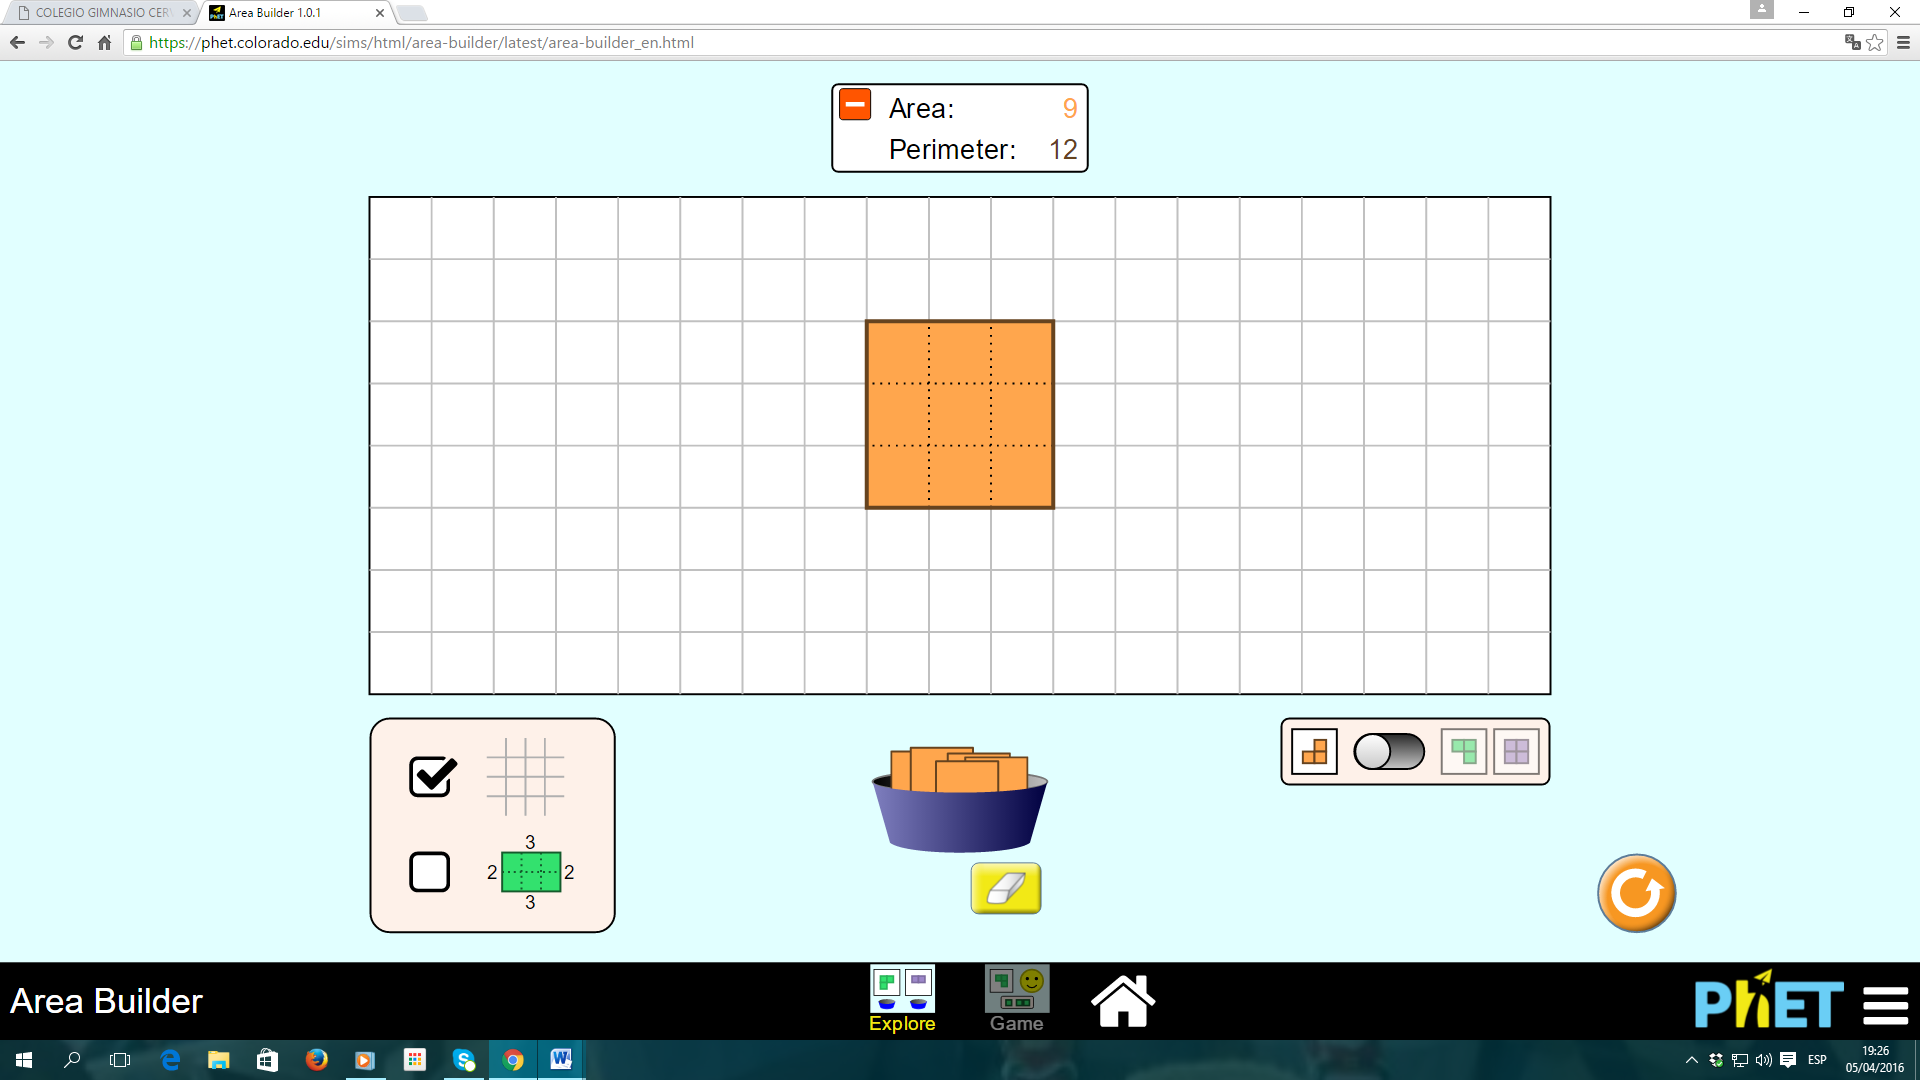 COLEGIO GIMNASIO CER
Area Builder 1.0.1
https://phet.colorado.edu/sims/html/area-builder/latest/area-builder_en.html
Area: 9
Perimeter: 12
3
2 2
3
Area Builder
Explore
Game
PhET
ESP
19:26
05/04/2016